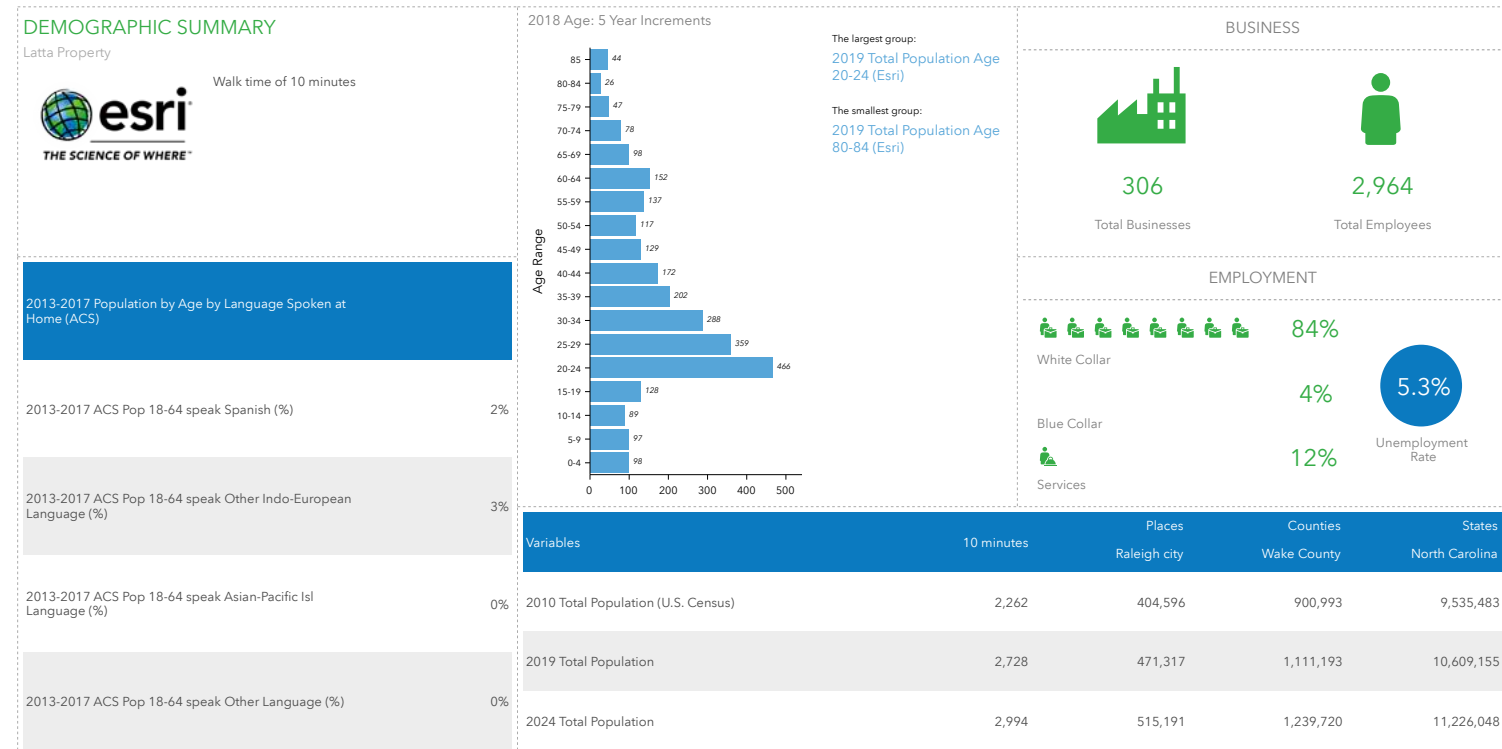 DEMOGRAPHIC SUMMARY
Latta Property
Walk time of 10 minutes
esri
THE SCIENCE OF WHERE™
2013-2017 Population by Age by Language Spoken at
Home (ACS)
2013-2017 ACS Pop 18-64 speak Spanish (%) 2%
2013-2017 ACS Pop 18-64 speak Other Indo-European
Language (%) 3%
2013-2017 ACS Pop 18-64 speak Asian-Pacific Isl
Language (%) 0%
2013-2017 ACS Pop 18-64 speak Other Language (%) 0%
2018 Age: 5 Year Increments
Age Range
85 44
80-84 26
75-79 47
70-74 78
65-69 98
60-64 152
55-59 137
50-54 117
45-49 129
40-44 172
35-39 202
30-34 288
25-29 359
20-24 466
15-19 128
10-14 89
5-9 97
0-4 98
0 100 200 300 400 500
The largest group:
2019 Total Population Age
20-24 (Esri)
The smallest group:
2019 Total Population Age
80-84 (Esri)
BUSINESS
306 2,964
Total Businesses Total Employees
EMPLOYMENT
84%
White Collar
4%
Blue Collar
12%
Services
5.3%
Unemployment
Rate
Places Counties States
Variables 10 minutes Raleigh city Wake County North Carolina
2010 Total Population (U.S. Census) 2,262 404,596 900,993 9,535,483
2019 Total Population 2,728 471,317 1,111,193 10,609,155
2024 Total Population 2,994 515,191 1,239,720 11,226,048